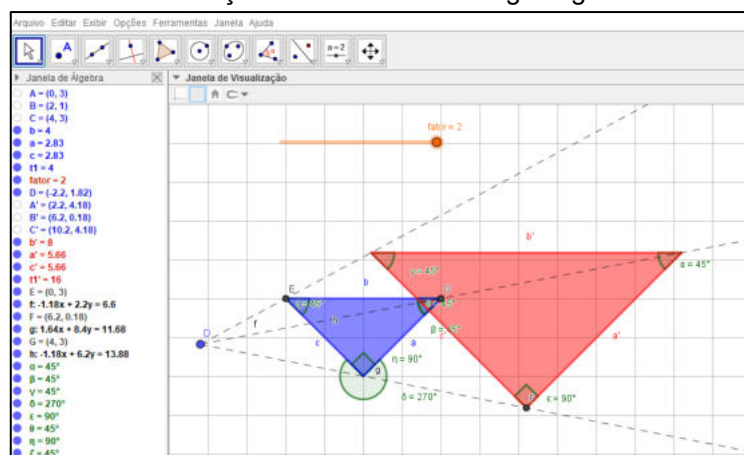 Arquivo Editar Exibir Opções Ferramentas Janela Ajuda
a=2
Janela de Álgebra
Janela de Visualização
A = (0, 3)
B = (2, 1)
C = (4, 3)
b = 4
a = 2.83
c = 2.83
t1 = 4
fator = 2
D = (-2.2, 1.82)
A' = (2.2, 4.18)
B' = (6.2, 0.18)
C' = (10.2, 4.18)
b' = 8
a' = 5.66
c' = 5.66
t1' = 16
E = (0, 3)
f: -1.18x + 2.2y = 6.6
F = (6.2, 0.18)
g: 1.64x + 8.4y = 11.68
G = (4, 3)
h: -1.18x + 6.2y = 13.88
α = 45°
β = 45°
γ = 45°
δ = 270°
ε = 90°
θ = 45°
η = 90°
ζ = 45°
fator = 2
b'
γ = 45°
α = 45°
E
b
D
f
h
c
a
β = 45°
a'
η = 90°
g
δ = 270°
ε = 90°